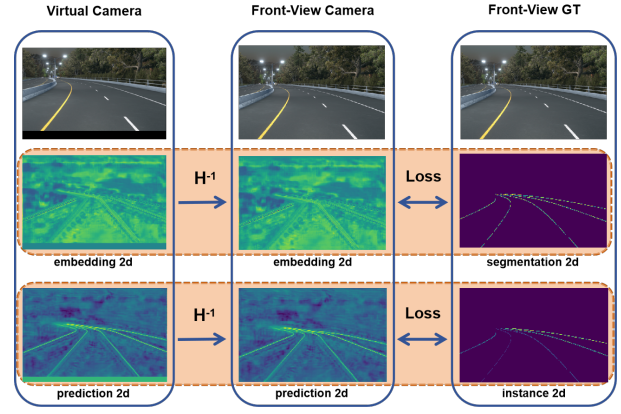 Virtual Camera
Front-View Camera
Front-View GT
H-1
Loss
embedding 2d
embedding 2d
segmentation 2d
H-1
Loss
prediction 2d
prediction 2d
instance 2d